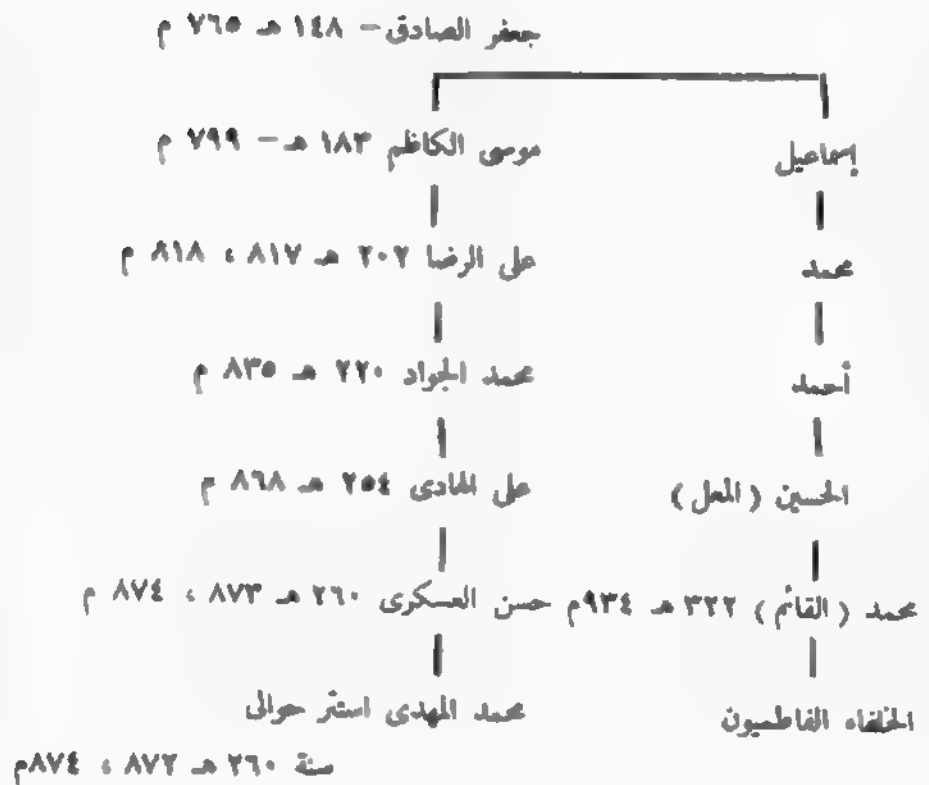 جعفر الصادق – ١٤٨ هـ ٧٦٥ م
إسماعيل موسى الكاظم ١٨٣ هـ – ٧٩٩ م
محمد على الرضا ٢٠٢ هـ ٨١٧ ، ٨١٨ م
أحمد محمد الجواد ٢٢٠ هـ ٨٣٥ م
الحسين ( المعل ) على الهادى ٢٥٤ هـ ٨٦٨ م
محمد ( القائم ) ٣٢٢ هـ ٩٣٤م حسن العسكرى ٢٦٠ هـ ٨٧٣ ، ٨٧٤ م
الخلفاء الفاطميون محمد المهدى استتر حوالى
سنة ٢٦٠ هـ ٨٧٢ ، ٨٧٤م